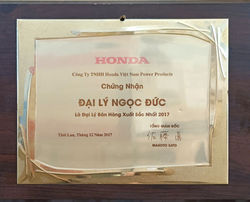 HONDA
Công Ty TNHH Honda Việt Nam Power Products
Chứng Nhận
ĐẠI LÝ NGỌC ĐỨC
Là Đại Lý Bán Hàng Xuất Sắc Nhất 2017
Thái Lan, Tháng 12 Năm 2017
TỔNG GIÁM ĐỐC
MAKOTO SATO